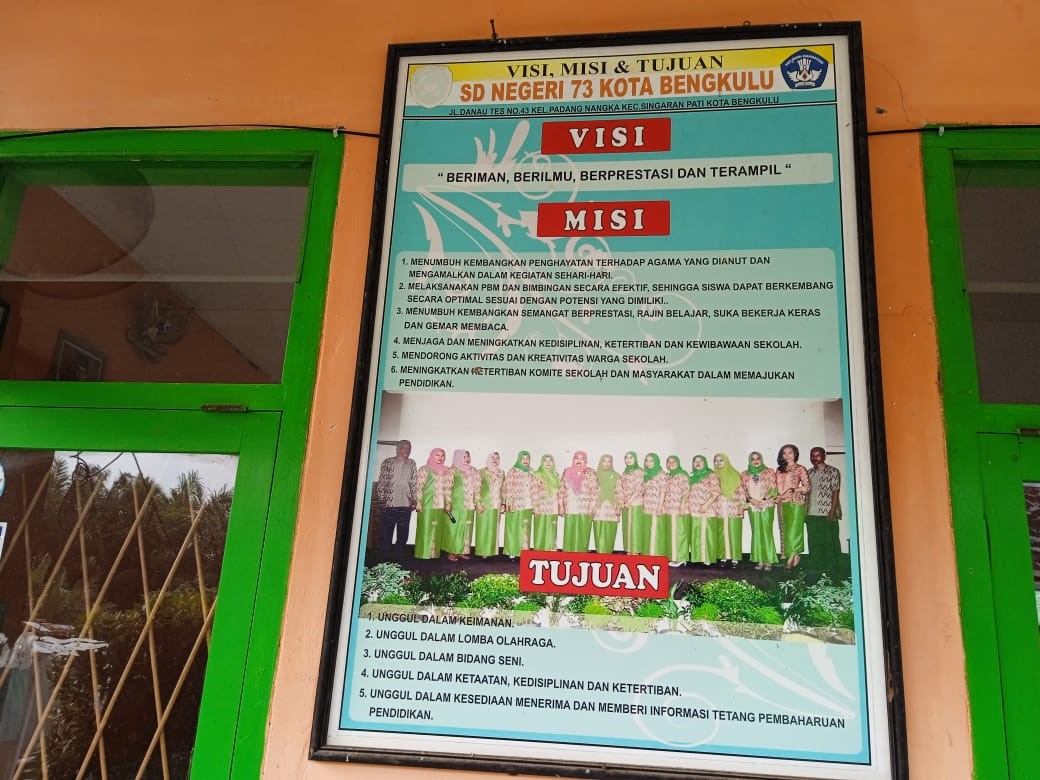 VISI, MISI & TUJUAN
SD NEGERI 73 KOTA BENGKULU
JL.DANAU TES NO.43 KEL.PADANG NANGKA KEC.SINGARAN PATI KOTA BENGKULU
VISI
“ BERIMAN, BERILMU, BERPRESTASI DAN TERAMPIL “
MISI
1. MENUMBUH KEMBANGKAN PENGHAYATAN TERHADAP AGAMA YANG DIANUT DAN
MENGAMALKAN DALAM KEGIATAN SEHARI-HARI.
2. MELAKSANAKAN PBM DAN BIMBINGAN SECARA EFEKTIF, SEHINGGA SISWA DAPAT BERKEMBANG
SECARA OPTIMAL SESUAI DENGAN POTENSI YANG DIMILIKI..
3. MENUMBUH KEMBANGKAN SEMANGAT BERPRESTASI, RAJIN BELAJAR, SUKA BEKERJA KERAS
DAN GEMAR MEMBACA.
4. MENJAGA DAN MENINGKATKAN KEDISIPLINAN, KETERTIBAN DAN KEWIBAWAAN SEKOLAH.
5. MENDORONG AKTIVITAS DAN KREATIVITAS WARGA SEKOLAH.
6. MENINGKATKAN KETERTIBAN KOMITE SEKOLAH DAN MASYARAKAT DALAM MEMAJUKAN
PENDIDIKAN.
TUJUAN
1. UNGGUL DALAM KEIMANAN.
2. UNGGUL DALAM LOMBA OLAHRAGA.
3. UNGGUL DALAM BIDANG SENI.
4. UNGGUL DALAM KETAATAN, KEDISIPLINAN DAN KETERTIBAN.
5. UNGGUL DALAM KESEDIAAN MENERIMA DAN MEMBERI INFORMASI TETANG PEMBAHARUAN
PENDIDIKAN.